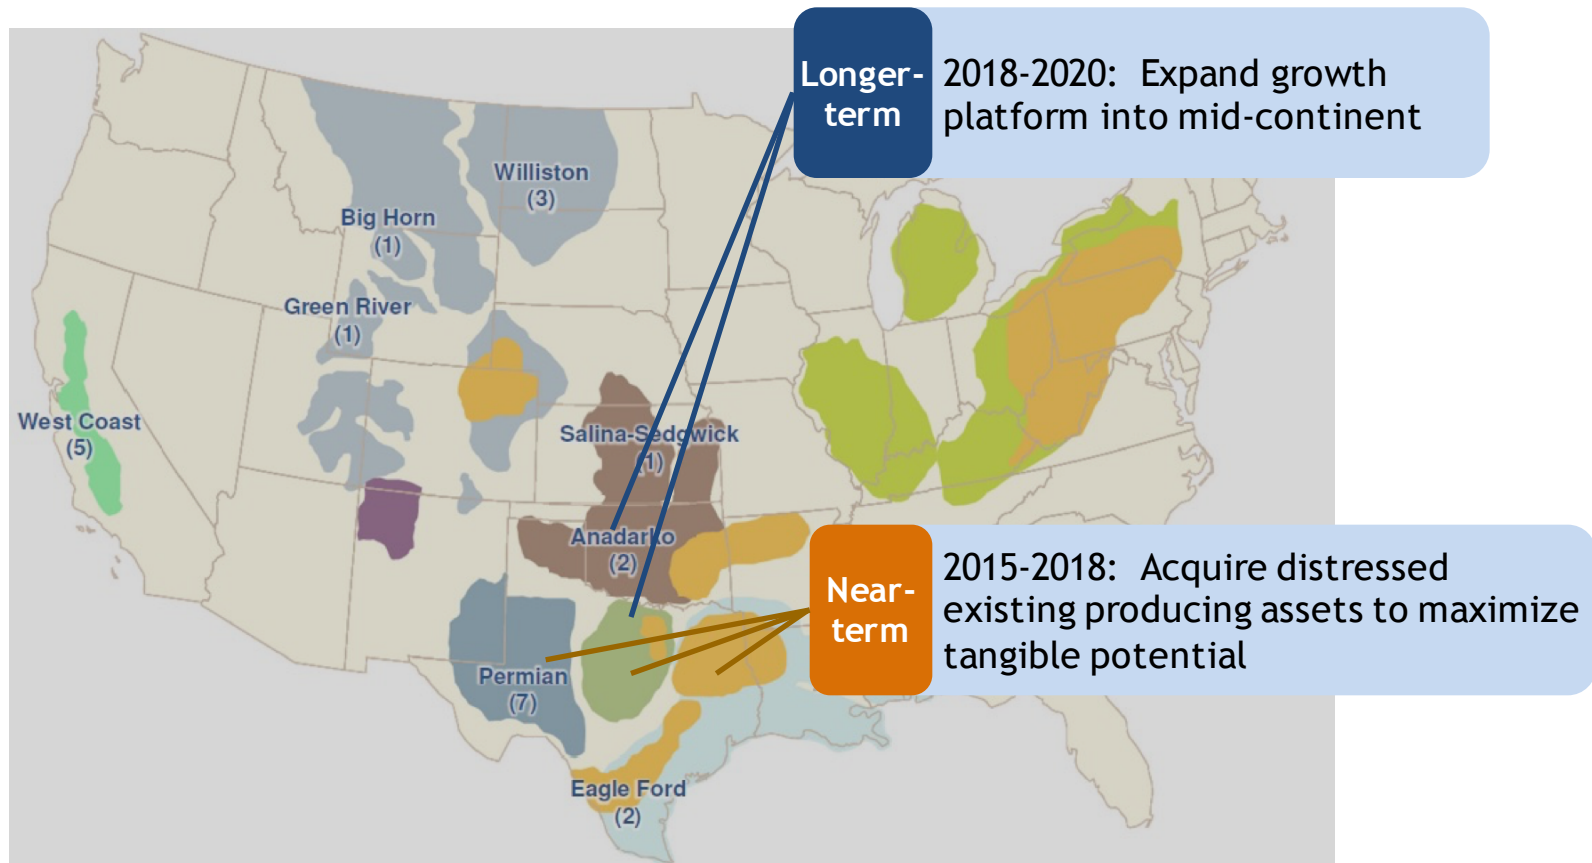 Longer-
term
2018-2020: Expand growth
platform into mid-continent
Williston
(3)
Big Horn
(1)
Green River
(1)
West Coast
(5)
Salina-Sedgwick
(1)
Anadarko
(2)
Near-
term
2015-2018: Acquire distressed
existing producing assets to maximize
tangible potential
Permian
(7)
Eagle Ford
(2)